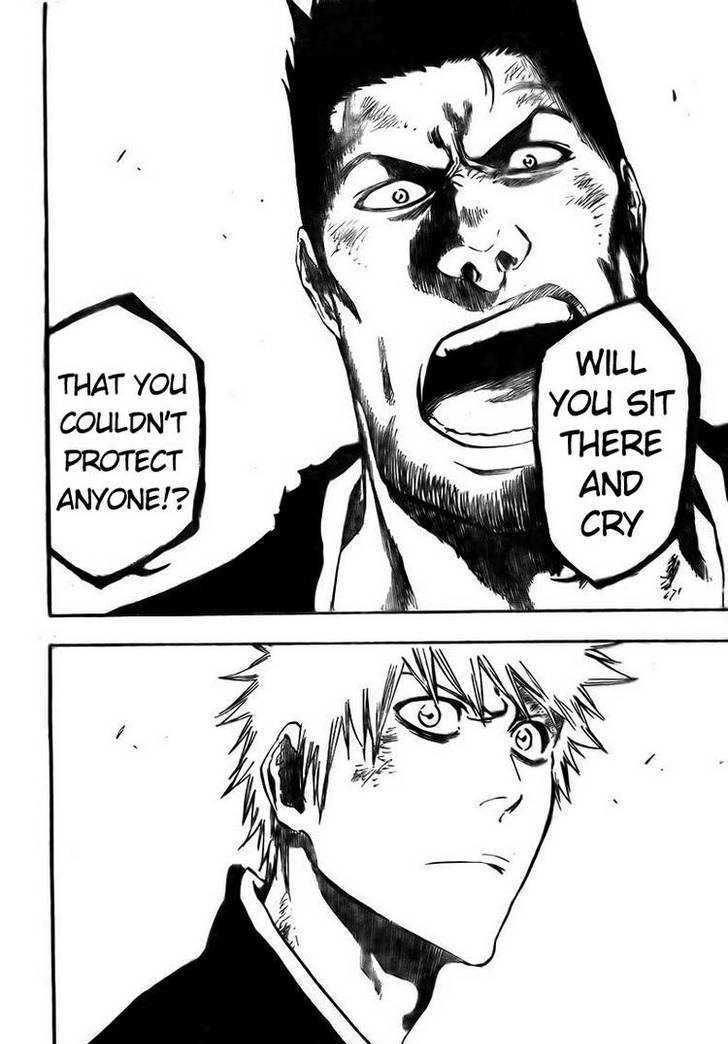 WILL
YOU SIT
THERE
AND
CRY
THAT YOU
COULDN'T
PROTECT
ANYONE!?